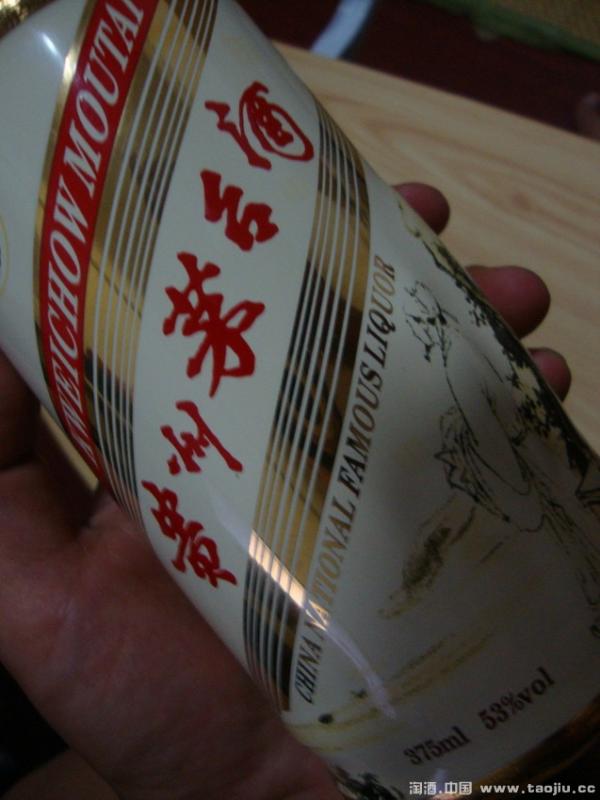 KWEICHOW MOUTAI
贵州茅台酒
CHINA NATIONAL FAMOUS LIQUOR
375ml 53%vol
淘酒.中国 www.taojiu.cc